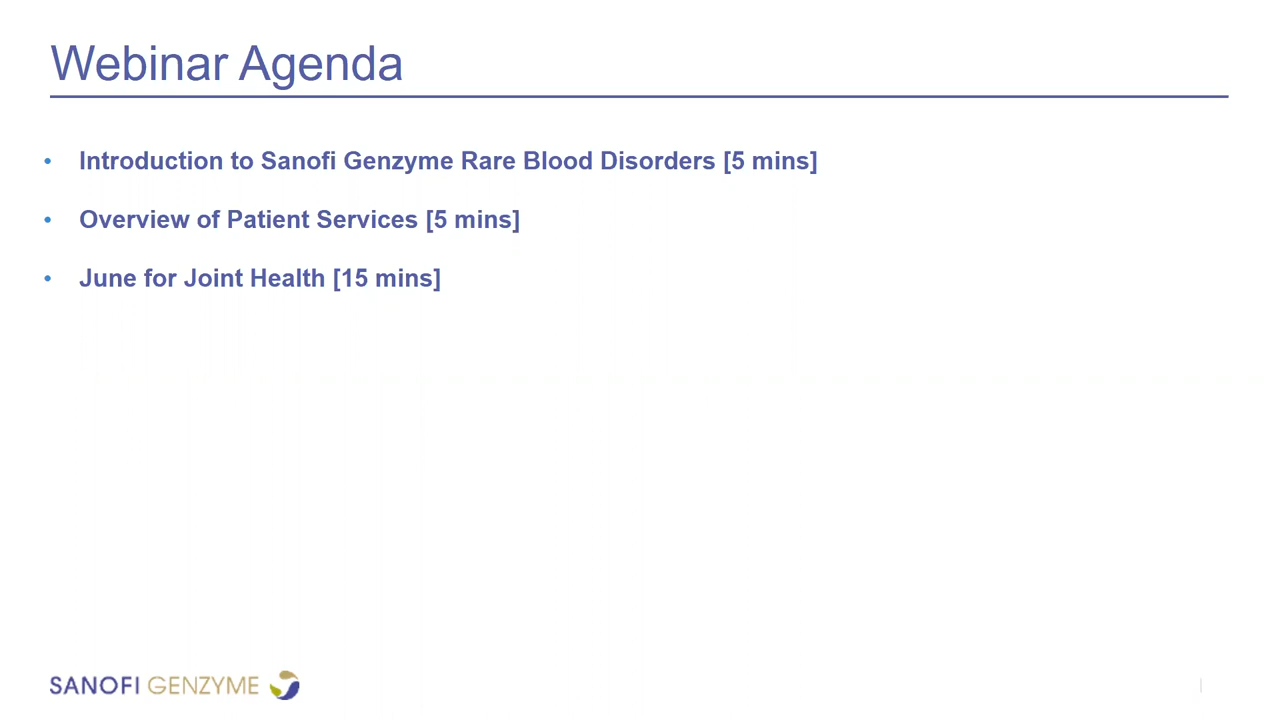 Webinar Agenda
• Introduction to Sanofi Genzyme Rare Blood Disorders [5 mins]
• Overview of Patient Services [5 mins]
• June for Joint Health [15 mins]
SANOFI GENZYME